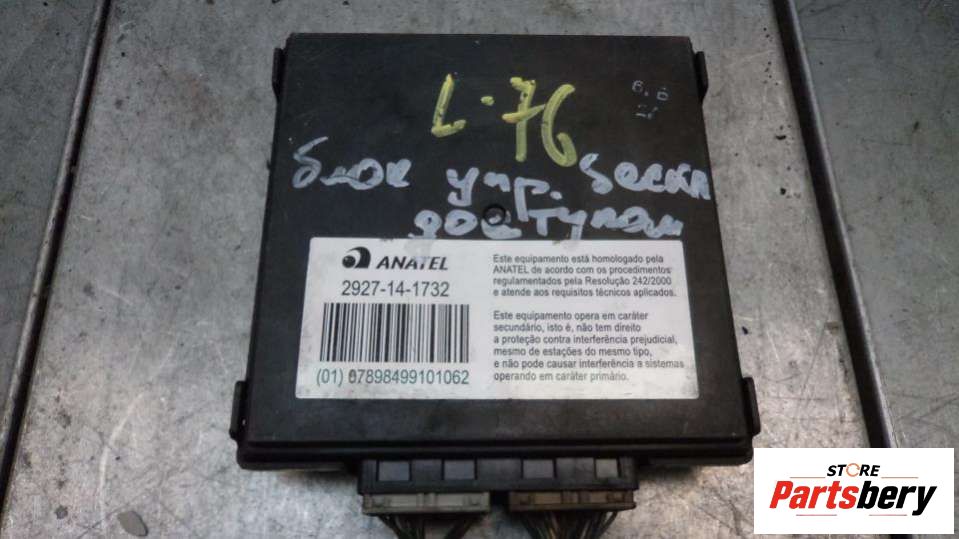 L-76
блок упр. бескл
доступом
ANATEL
2927-14-1732
(01) 07898499101062
Este equipamento está homologado pela
ANATEL de acordo com os procedimentos
regulamentados pela Resolução 242/2000
e atende aos requisitos técnicos aplicados.
Este equipamento opera em caráter
secundário, isto é, não tem direito
a proteção contra interferência prejudicial,
mesmo de estações do mesmo tipo,
e não pode causar interferência a sistemas
operando em caráter primário.
STORE
Partsbery